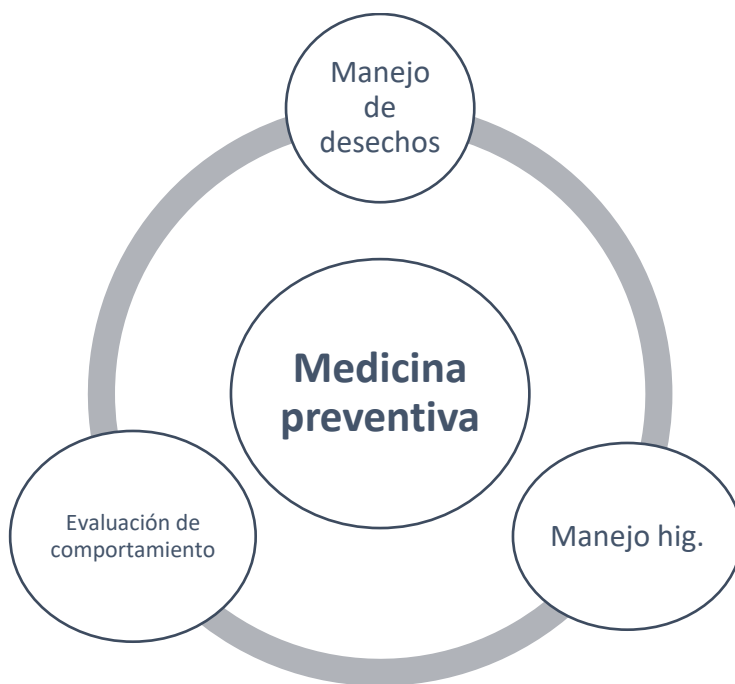 Manejo
de
desechos
Medicina
preventiva
Evaluación de
comportamiento
Manejo hig.